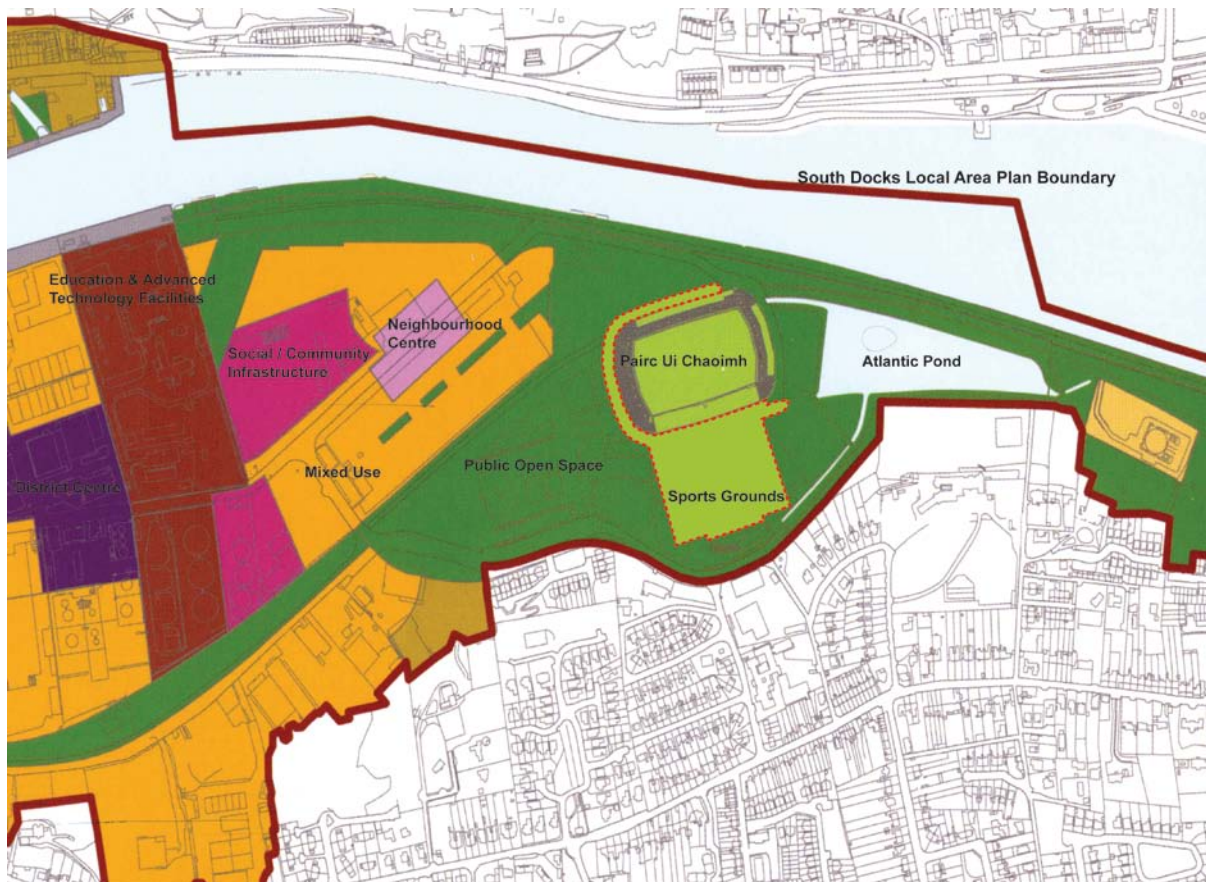 South Docks Local Area Plan Boundary
Education & Advanced
Technology Facilities
Neighbourhood
Centre
Social / Community
Infrastructure
Pairc Ui Chaoimh
Atlantic Pond
Mixed Use
Public Open Space
District Centre
Sports Grounds